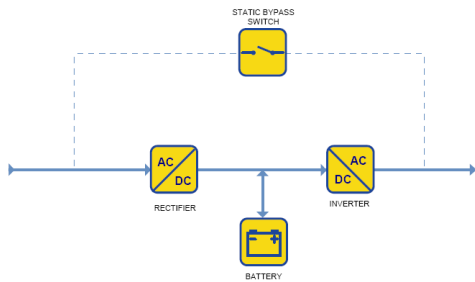 STATIC BYPASS
SWITCH
AC
DC
AC
DC
RECTIFIER
INVERTER
BATTERY